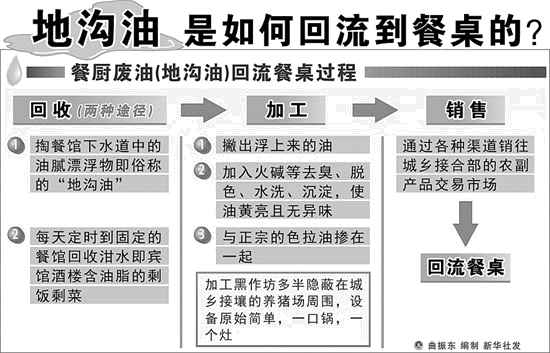 地沟油 是如何回流到餐桌的?
餐厨废油(地沟油)回流餐桌过程
回收(两种途径)
1 掏餐馆下水道中的
油腻漂浮物即俗称
的“地沟油”
2 每天定时到固定的
餐馆回收泔水即宾
馆酒楼含油脂的剩
饭剩菜
加工
1 撇出浮上来的油
2 加入火碱等去臭、脱
色、水洗、沉淀，使
油黄亮且无异味
3 与正宗的色拉油掺在
一起
加工黑作坊多半隐蔽在城
乡接壤的养猪场周围，设
备原始简单，一口锅，一
个灶
销售
通过各种渠道销往
城乡接合部的农副
产品交易市场
回流餐桌
曲振东 编制 新华社发